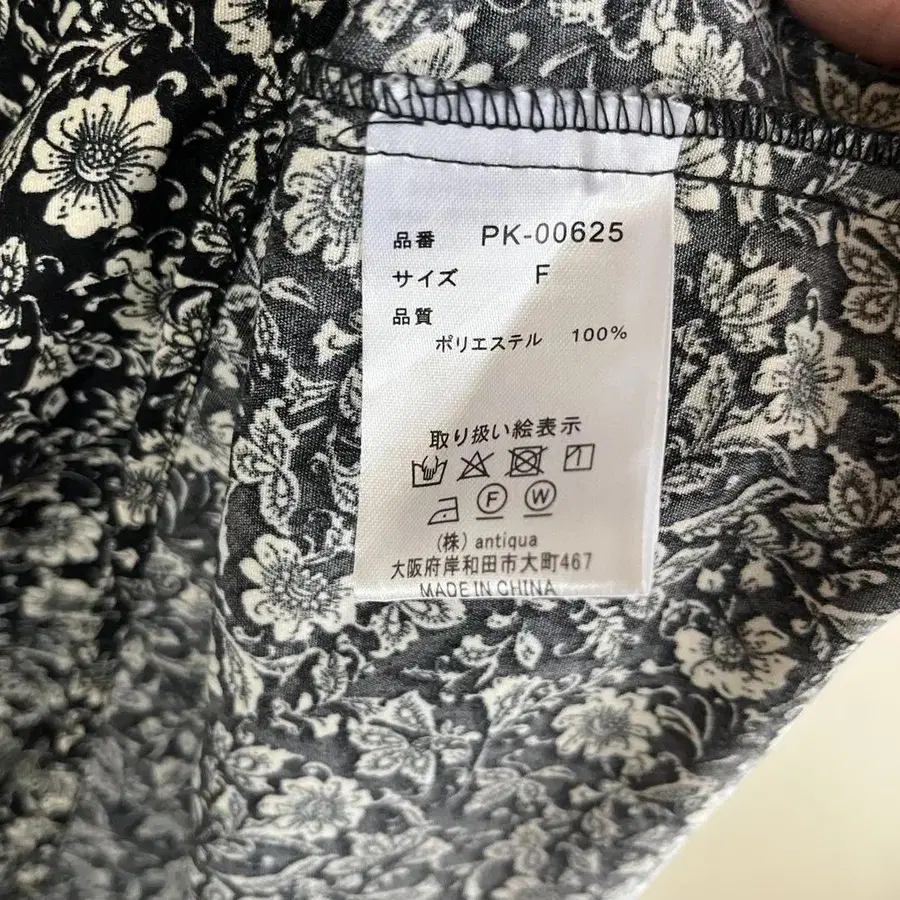 品番 PK-00625
サイズ F
品質
ポリエステル 100%
取り扱い絵表示
F W
(株) antiqua
大阪府岸和田市大町467
MADE IN CHINA